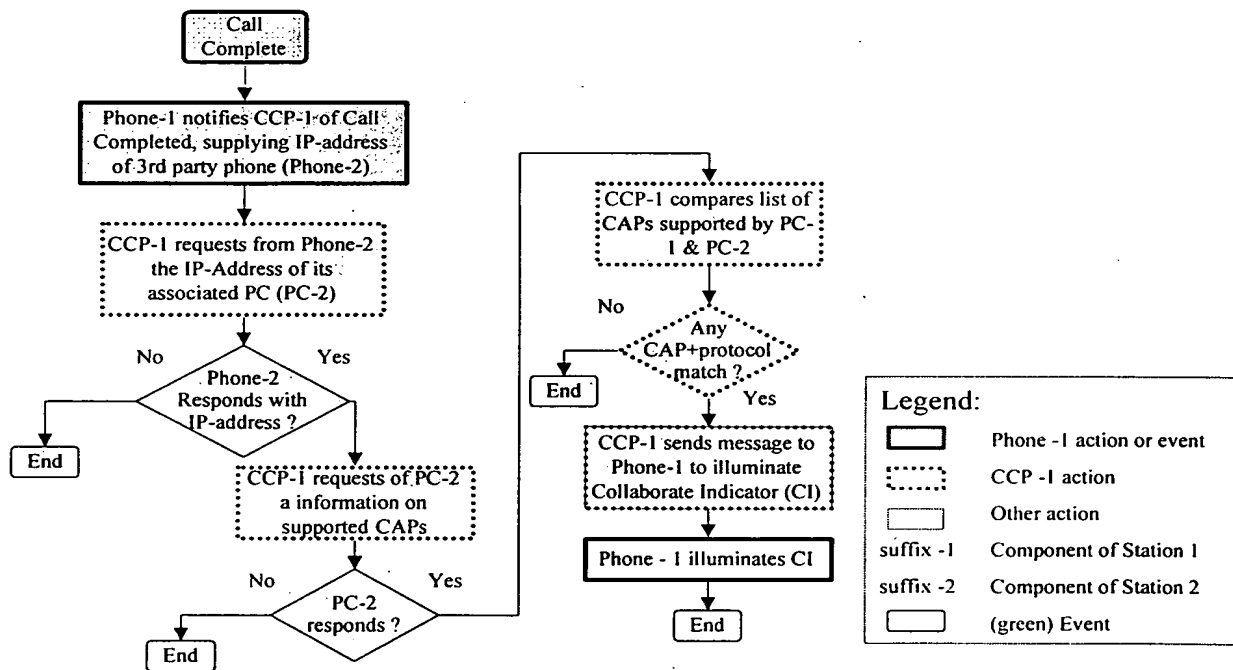 Call
Complete
Phone-1 notifies CCP-1 of Call
Completed, supplying IP-address
of 3rd party phone (Phone-2)
CCP-1 requests from Phone-2
the IP-Address of its
associated PC (PC-2)
No
Yes
Phone-2
Responds with
IP-address ?
End
CCP-1 requests of PC-2
a information on
supported CAPs
No
Yes
PC-2
responds ?
End
CCP-1 compares list of
CAPs supported by PC-
1 & PC-2
No
Any
CAP+protocol
match ?
End
Yes
CCP-1 sends message to
Phone-1 to illuminate
Collaborate Indicator (CI)
Phone - 1 illuminates CI
End
Legend:
Phone -1 action or event
CCP -1 action
Other action
suffix -1 Component of Station 1
suffix -2 Component of Station 2
(green) Event